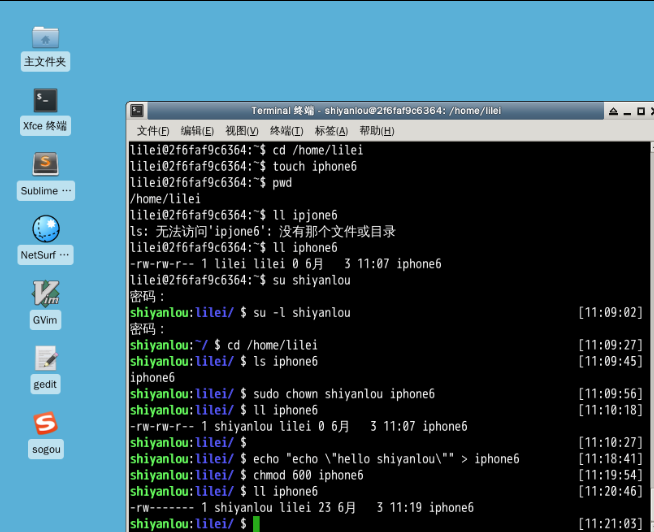 主文件夹
Xfce 终端
Sublime ···
NetSurf ···
GVim
gedit
sogou
Terminal 终端 - shiyanlou@2f6faf9c6364: /home/lilei
文件(F) 编辑(E) 视图(V) 终端(T) 标签(A) 帮助(H)
lilei@2f6faf9c6364:~$ cd /home/lilei
lilei@2f6faf9c6364:~$ touch iphone6
lilei@2f6faf9c6364:~$ pwd
/home/lilei
lilei@2f6faf9c6364:~$ ll ipjone6
ls: 无法访问'ipjone6': 没有那个文件或目录
lilei@2f6faf9c6364:~$ ll iphone6
-rw-rw-r-- 1 lilei lilei 0 6月   3 11:07 iphone6
lilei@2f6faf9c6364:~$ su shiyanlou
密码：
shiyanlou:lilei/ $ su -l shiyanlou [11:09:02]
密码：
shiyanlou:~/ $ cd /home/lilei [11:09:27]
shiyanlou:lilei/ $ ls iphone6 [11:09:45]
iphone6
shiyanlou:lilei/ $ sudo chown shiyanlou iphone6 [11:09:56]
shiyanlou:lilei/ $ ll iphone6 [11:10:18]
-rw-rw-r-- 1 shiyanlou lilei 0 6月   3 11:07 iphone6
shiyanlou:lilei/ $ [11:10:27]
shiyanlou:lilei/ $ echo "echo \"hello shiyanlou\"" > iphone6 [11:18:41]
shiyanlou:lilei/ $ chmod 600 iphone6 [11:19:54]
shiyanlou:lilei/ $ ll iphone6 [11:20:46]
-rw------- 1 shiyanlou lilei 23 6月   3 11:19 iphone6
shiyanlou:lilei/ $ [11:21:03]